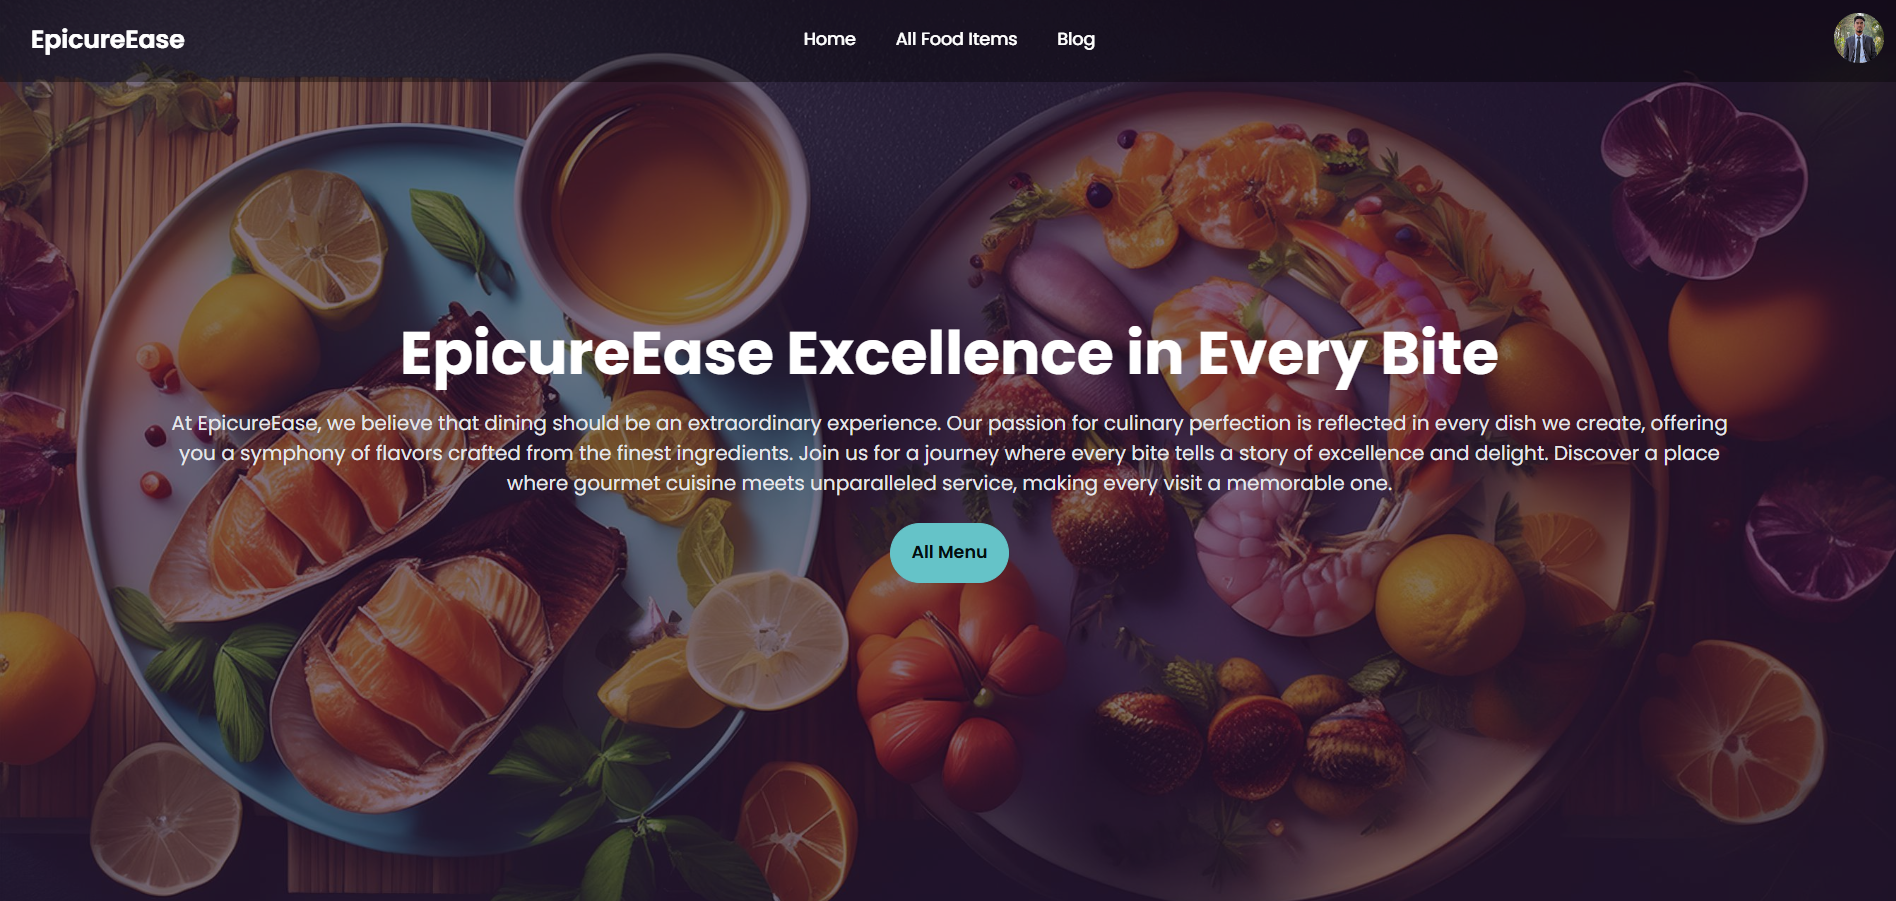 EpicureEase
Home
All Food Items
Blog
EpicureEase Excellence in Every Bite
At EpicureEase, we believe that dining should be an extraordinary experience. Our passion for culinary perfection is reflected in every dish we create, offering
you a symphony of flavors crafted from the finest ingredients. Join us for a journey where every bite tells a story of excellence and delight. Discover a place
where gourmet cuisine meets unparalleled service, making every visit a memorable one.
All Menu